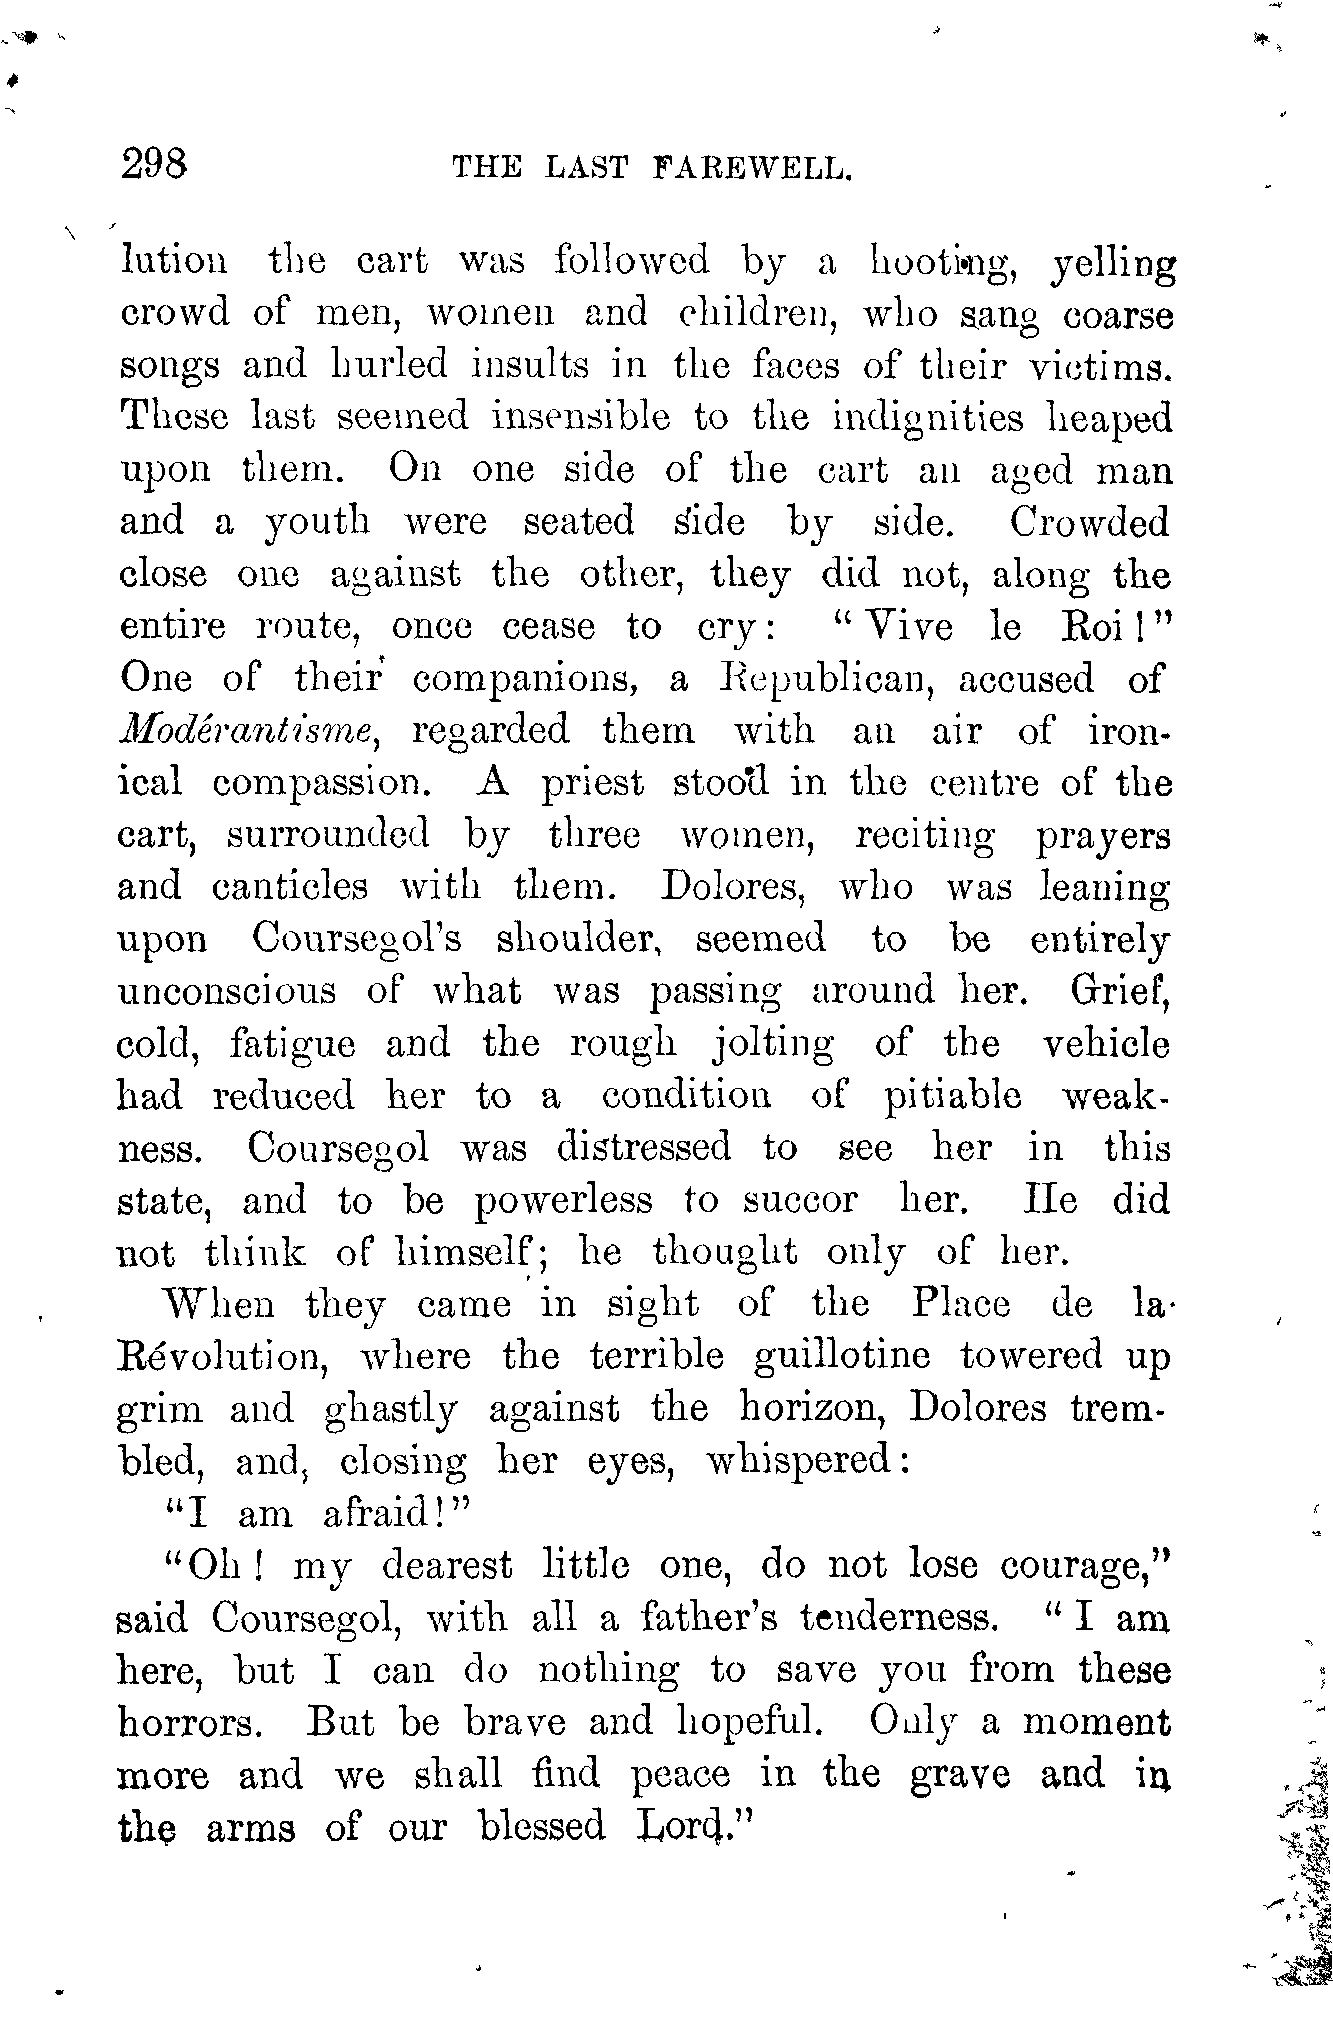 298 THE LAST FAREWELL.
lution the cart was followed by a hooting, yelling
crowd of men, women and children, who sang coarse
songs and hurled insults in the faces of their victims.
These last seemed insensible to the indignities heaped
upon them. On one side of the cart an aged man
and a youth were seated side by side. Crowded
close one against the other, they did not, along the
entire route, once cease to cry: “Vive le Roi!”
One of their companions, a Republican, accused of
Modérantisme, regarded them with an air of iron-
ical compassion. A priest stood in the centre of the
cart, surrounded by three women, reciting prayers
and canticles with them. Dolores, who was leaning
upon Coursegol’s shoulder, seemed to be entirely
unconscious of what was passing around her. Grief,
cold, fatigue and the rough jolting of the vehicle
had reduced her to a condition of pitiable weak-
ness. Coursegol was distressed to see her in this
state, and to be powerless to succor her. He did
not think of himself; he thought only of her.
When they came in sight of the Place de la-
Révolution, where the terrible guillotine towered up
grim and ghastly against the horizon, Dolores trem-
bled, and, closing her eyes, whispered:
“I am afraid!”
“Oh! my dearest little one, do not lose courage,”
said Coursegol, with all a father’s tenderness. “I am
here, but I can do nothing to save you from these
horrors. But be brave and hopeful. Only a moment
more and we shall find peace in the grave and in
the arms of our blessed Lord.”